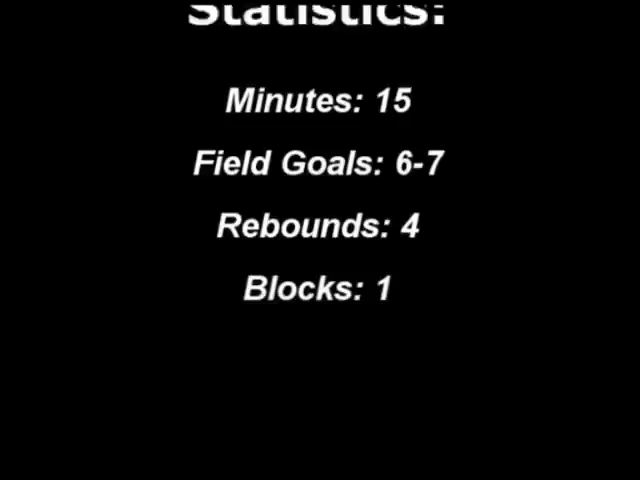 Statistics:
Minutes: 15
Field Goals: 6-7
Rebounds: 4
Blocks: 1